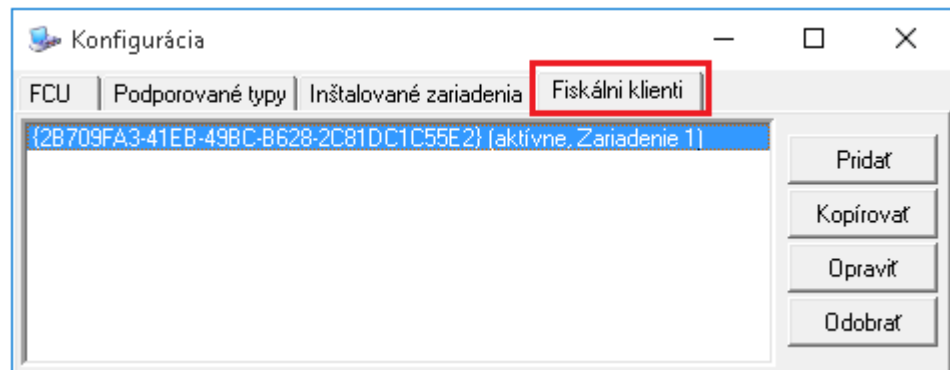 Konfigurácia
FCU Podporované typy Inštalované zariadenia Fiskálni klienti
{2B709FA3-41EB-49BC-B628-2C81DC1C55E2} (aktívne, Zariadenie 1)
Pridať
Kopírovať
Opraviť
Odobrať